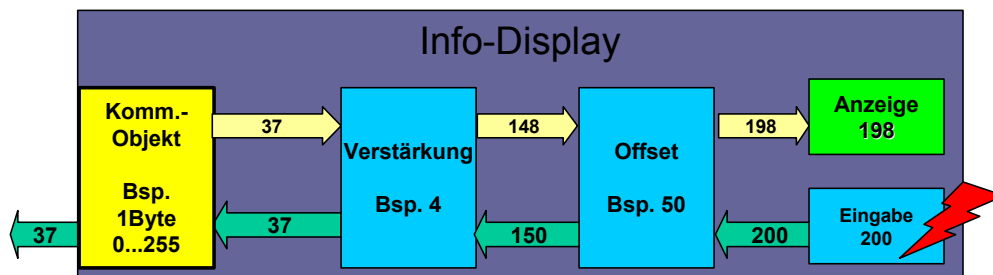 Info-Display
Komm.-
Objekt
Bsp.
1Byte
0...255
37
Verstärkung
Bsp. 4
148
Offset
Bsp. 50
198
Anzeige
198
37
37
150
200
Eingabe
200